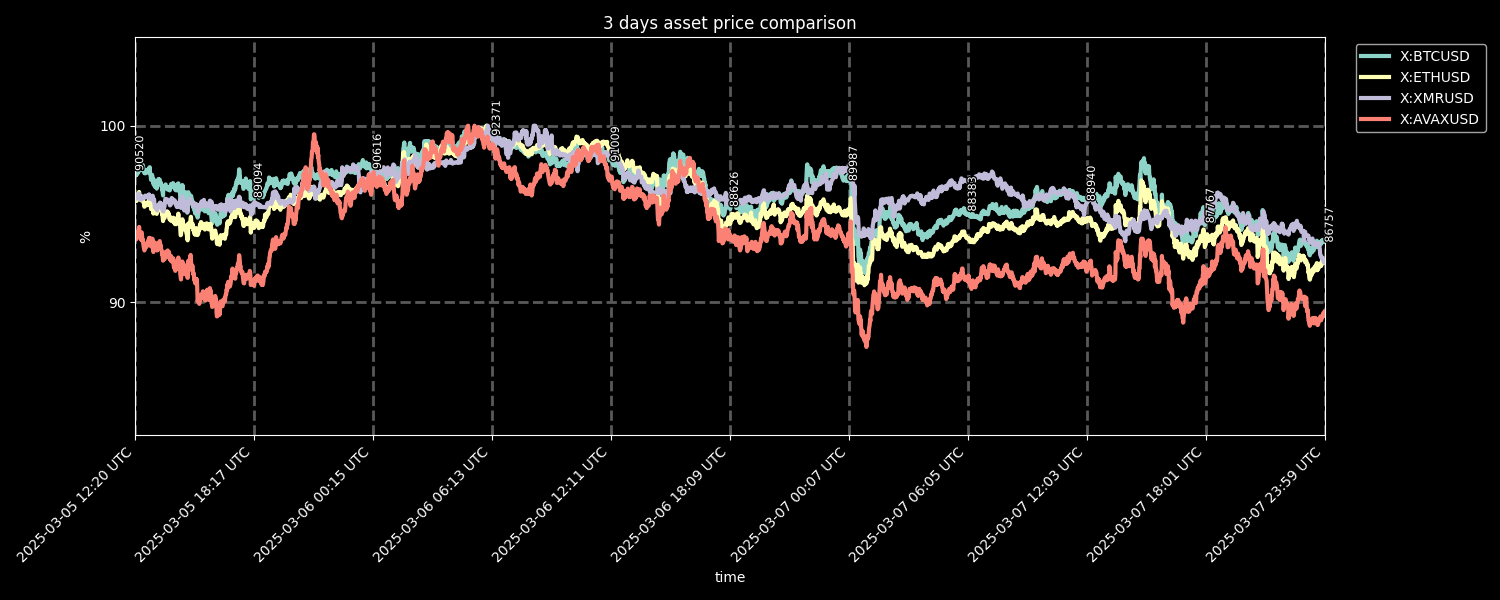 3 days asset price comparison
X:BTCUSD
X:ETHUSD
X:XMRUSD
X:AVAXUSD
100
90
%
90520
89094
90616
92371
91009
88626
89987
88383
88940
87767
86757
2025-03-05 12:20 UTC
2025-03-05 18:17 UTC
2025-03-06 00:15 UTC
2025-03-06 06:13 UTC
2025-03-06 12:11 UTC
2025-03-06 18:09 UTC
2025-03-07 00:07 UTC
2025-03-07 06:05 UTC
2025-03-07 12:03 UTC
2025-03-07 18:01 UTC
2025-03-07 23:59 UTC
time